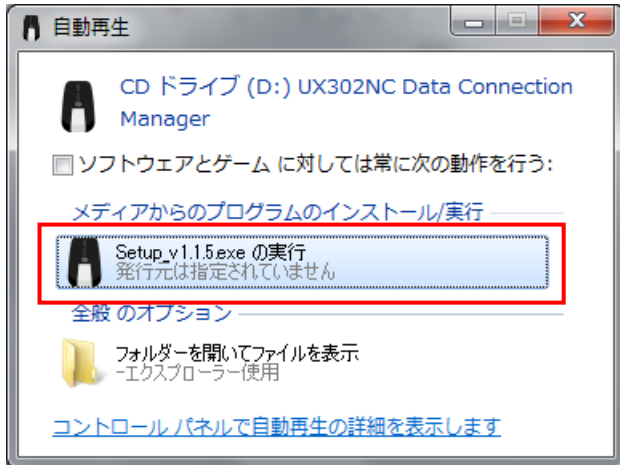 自動再生
CD ドライブ (D:) UX302NC Data Connection
Manager
ソフトウェアとゲーム に対しては常に次の動作を行う:
メディアからのプログラムのインストール/実行
Setup_v1.1.5.exe の実行
発行元は指定されていません
全般 のオプション
フォルダーを開いてファイルを表示
-エクスプローラー使用
コントロール パネルで自動再生の詳細を表示します